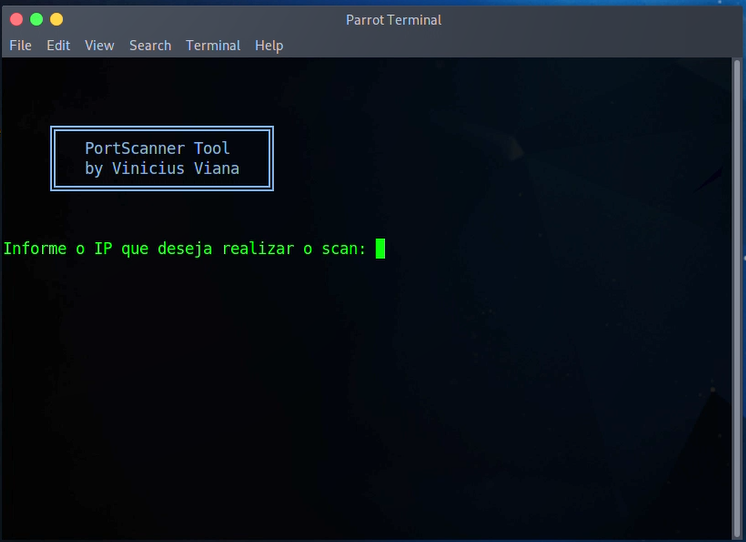 Parrot Terminal
File Edit View Search Terminal Help
PortScanner Tool
by Vinicius Viana
Informe o IP que deseja realizar o scan: